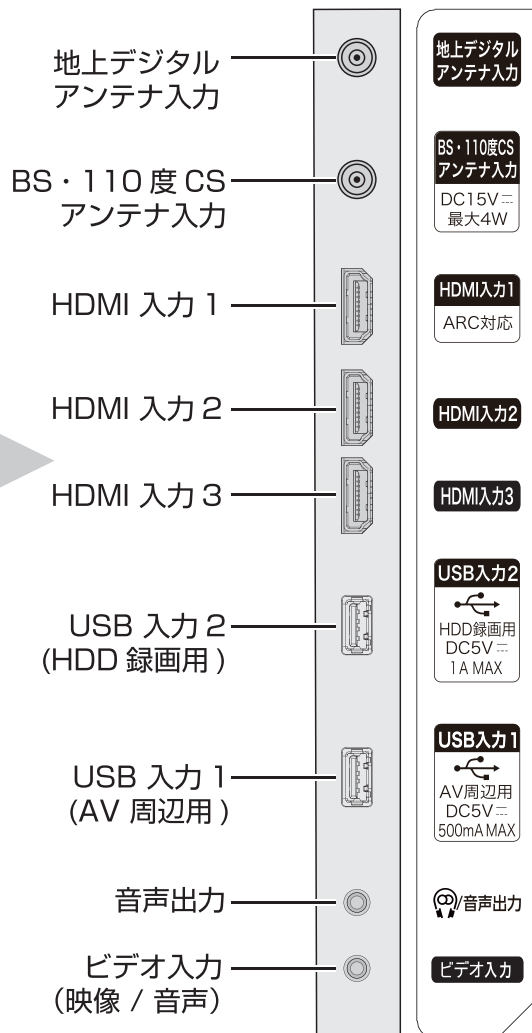 地上デジタル
アンテナ入力
BS・110度CS
アンテナ入力
HDMI 入力 1
HDMI 入力 2
HDMI 入力 3
USB 入力 2
(HDD 録画用 )
USB 入力 1
(AV 周辺用 )
音声出力
ビデオ入力
(映像 / 音声)
地上デジタル
アンテナ入力
BS・110度CS
アンテナ入力
DC15V⎓
最大4W
HDMI入力1
ARC対応
HDMI入力2
HDMI入力3
USB入力2
HDD録画用
DC5V⎓
1A MAX
USB入力1
AV周辺用
DC5V⎓
500mA MAX
/音声出力
ビデオ入力